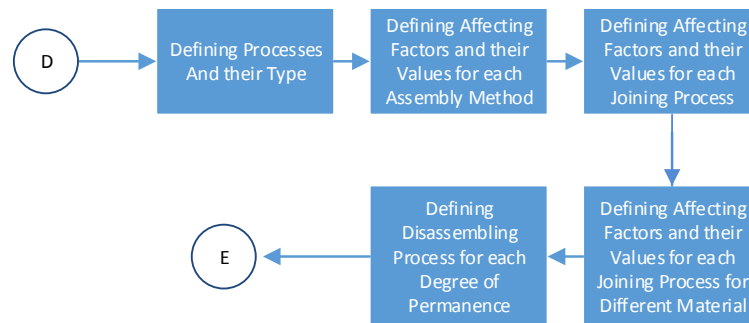 D
Defining Processes
And their Type
Defining Affecting
Factors and their
Values for each
Assembly Method
Defining Affecting
Factors and their
Values for each
Joining Process
Defining Affecting
Factors and their
Values for each
Joining Process for
Different Material
Defining
Disassembling
Process for each
Degree of
Permanence
E